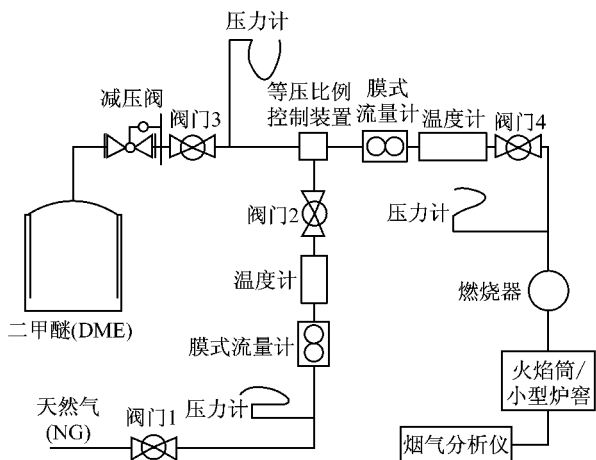 压力计
减压阀
阀门3
等压比例
控制装置
膜式
流量计
温度计
阀门4
阀门2
压力计
温度计
燃烧器
二甲醚(DME)
膜式流量计
火焰筒/
小型炉窑
天然气
(NG)
阀门1
压力计
烟气分析仪